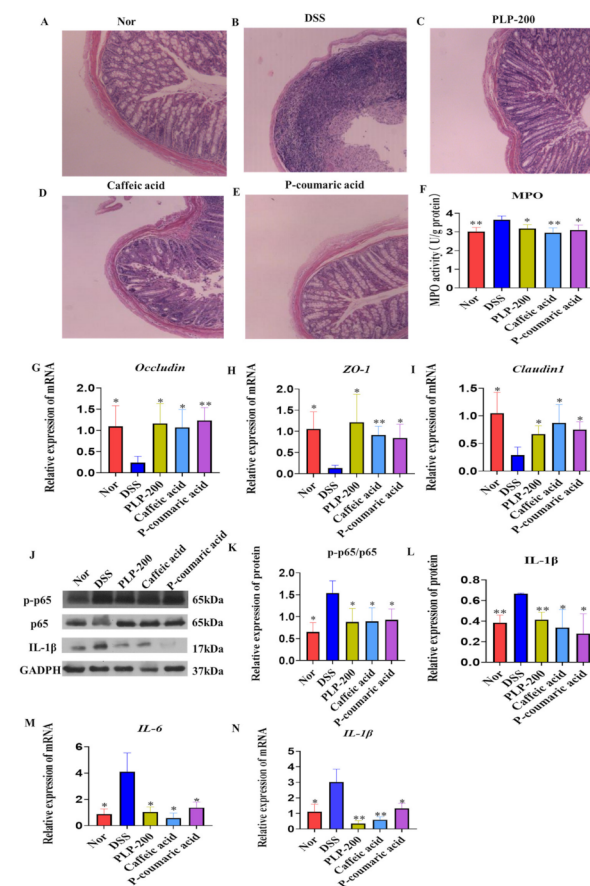 A Nor
B DSS
C PLP-200
D Caffeic acid
E P-coumaric acid
F MPO
MPO activity( U/g protein)
4
3
2
1
0
Nor
DSS
PLP-200
Caffeic acid
P-coumaric acid
** * ** *
G Occludin
Relative expression of mRNA
2.0
1.5
1.0
0.5
0.0
Nor
DSS
PLP-200
Caffeic acid
P-coumaric acid
* * * **
H ZO-1
Relative expression of mRNA
2.0
1.5
1.0
0.5
0.0
Nor
DSS
PLP-200
Caffeic acid
P-coumaric acid
* * ** *
I Claudin1
Relative expression of mRNA
1.5
1.0
0.5
0.0
Nor
DSS
PLP-200
Caffeic acid
P-coumaric acid
* * * *
J
Nor
DSS
PLP-200
Caffeic acid
P-coumaric acid
p-p65 65kDa
p65 65kDa
IL-1β 17kDa
GADPH 37kDa
K p-p65/p65
Relative expression of protein
2.0
1.5
1.0
0.5
0.0
Nor
DSS
PLP-200
Caffeic acid
P-coumaric acid
* * * *
L IL-1β
Relative expression of protein
0.8
0.6
0.4
0.2
0.0
Nor
DSS
PLP-200
Caffeic acid
P-coumaric acid
** ** * *
M IL-6
Relative expression of mRNA
6
4
2
0
Nor
DSS
PLP-200
Caffeic acid
P-coumaric acid
* * * *
N IL-1β
Relative expression of mRNA
5
4
3
2
1
0
Nor
DSS
PLP-200
Caffeic acid
P-coumaric acid
* ** ** *